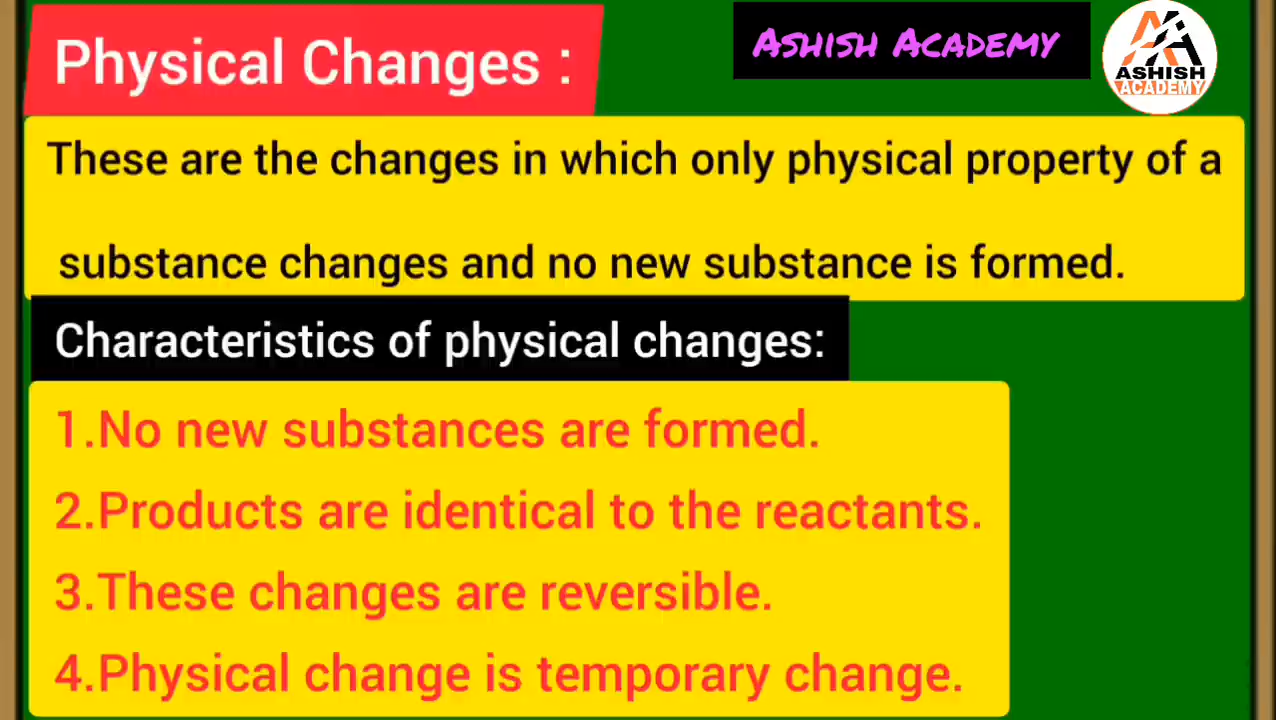 Physical Changes :
ASHISH ACADEMY
ASHISH
ACADEMY
These are the changes in which only physical property of a
substance changes and no new substance is formed.
Characteristics of physical changes:
1.No new substances are formed.
2.Products are identical to the reactants.
3.These changes are reversible.
4.Physical change is temporary change.